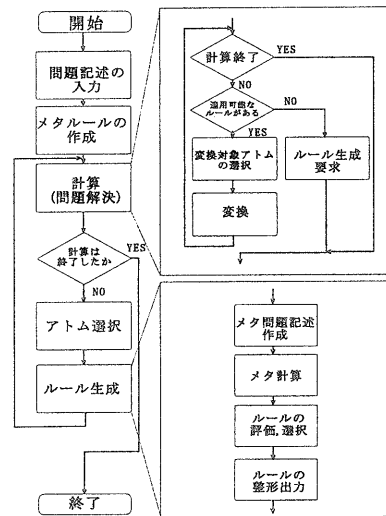 開始
問題記述の
入力
メタルールの
作成
計算
(問題解決)
計算は
終了したか
YES
NO
アトム選択
ルール生成
終了
計算終了
YES
NO
適用可能な
ルールがある
NO
YES
変換対象アトム
の選択
ルール生成
要求
変換
メタ問題記述
作成
メタ計算
ルールの
評価,選択
ルールの
整形出力